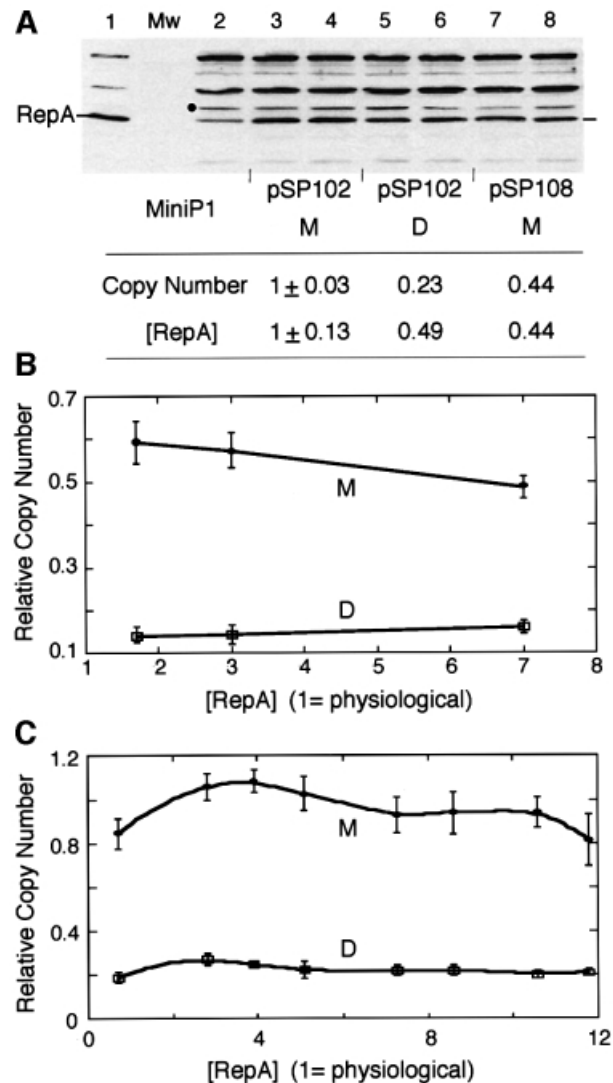 A
1 Mw 2 3 4 5 6 7 8
RepA
MiniP1 pSP102 pSP102 pSP108
M D M
Copy Number 1 ± 0.03 0.23 0.44
[RepA] 1 ± 0.13 0.49 0.44
B
Relative Copy Number
0.7
0.5
0.3
0.1
M
D
1 2 3 4 5 6 7 8
[RepA] (1= physiological)
C
Relative Copy Number
1.2
0.8
0.4
0
M
D
0 4 8 12
[RepA] (1= physiological)